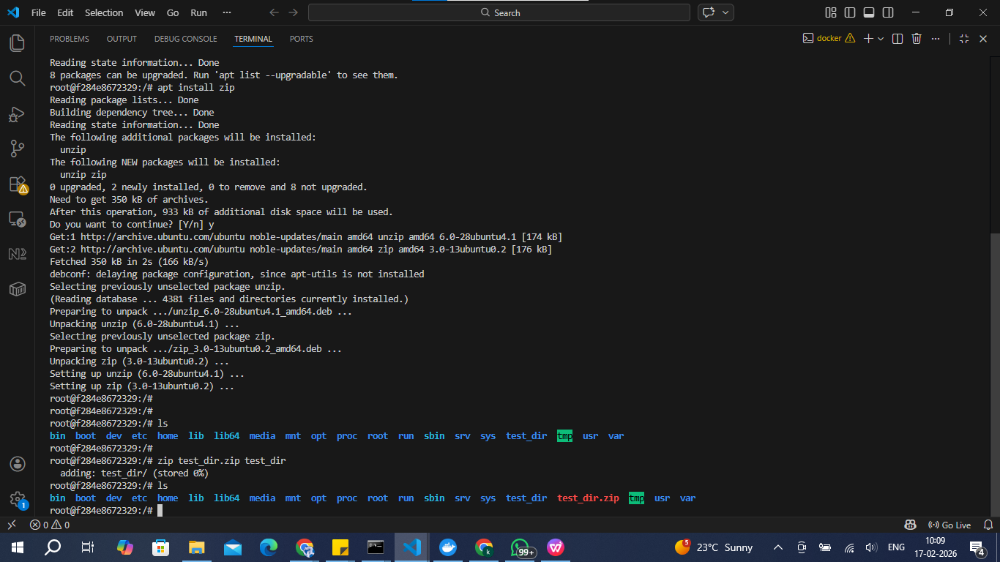 File Edit Selection View Go Run ··· Search
PROBLEMS OUTPUT DEBUG CONSOLE TERMINAL PORTS docker
Reading state information... Done
8 packages can be upgraded. Run 'apt list --upgradable' to see them.
root@f284e8672329:/# apt install zip
Reading package lists... Done
Building dependency tree... Done
Reading state information... Done
The following additional packages will be installed:
unzip
The following NEW packages will be installed:
unzip zip
0 upgraded, 2 newly installed, 0 to remove and 8 not upgraded.
Need to get 350 kB of archives.
After this operation, 933 kB of additional disk space will be used.
Do you want to continue? [Y/n] y
Get:1 http://archive.ubuntu.com/ubuntu noble-updates/main amd64 unzip amd64 6.0-28ubuntu4.1 [174 kB]
Get:2 http://archive.ubuntu.com/ubuntu noble-updates/main amd64 zip amd64 3.0-13ubuntu0.2 [176 kB]
Fetched 350 kB in 2s (166 kB/s)
debconf: delaying package configuration, since apt-utils is not installed
Selecting previously unselected package unzip.
(Reading database ... 4381 files and directories currently installed.)
Preparing to unpack .../unzip_6.0-28ubuntu4.1_amd64.deb ...
Unpacking unzip (6.0-28ubuntu4.1) ...
Selecting previously unselected package zip.
Preparing to unpack .../zip_3.0-13ubuntu0.2_amd64.deb ...
Unpacking zip (3.0-13ubuntu0.2) ...
Setting up unzip (6.0-28ubuntu4.1) ...
Setting up zip (3.0-13ubuntu0.2) ...
root@f284e8672329:/#
root@f284e8672329:/#
root@f284e8672329:/# ls
bin boot dev etc home lib lib64 media mnt opt proc root run sbin srv sys test_dir tmp usr var
root@f284e8672329:/#
root@f284e8672329:/# zip test_dir.zip test_dir
adding: test_dir/ (stored 0%)
root@f284e8672329:/# ls
bin boot dev etc home lib lib64 media mnt opt proc root run sbin srv sys test_dir test_dir.zip tmp usr var
root@f284e8672329:/#
1
0 0 Go Live
99+ 5 23°C Sunny ENG 10:09
17-02-2026 4